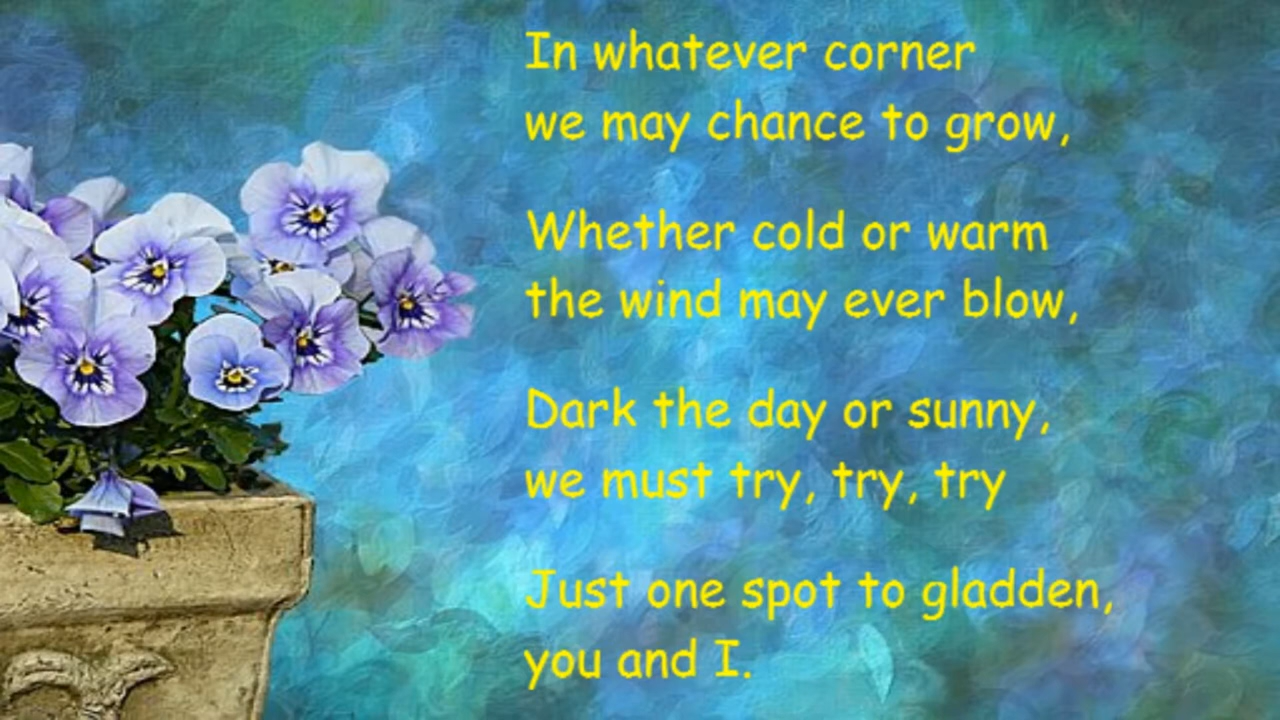 In whatever corner
we may chance to grow,
Whether cold or warm
the wind may ever blow,
Dark the day or sunny,
we must try, try, try
Just one spot to gladden,
you and I.